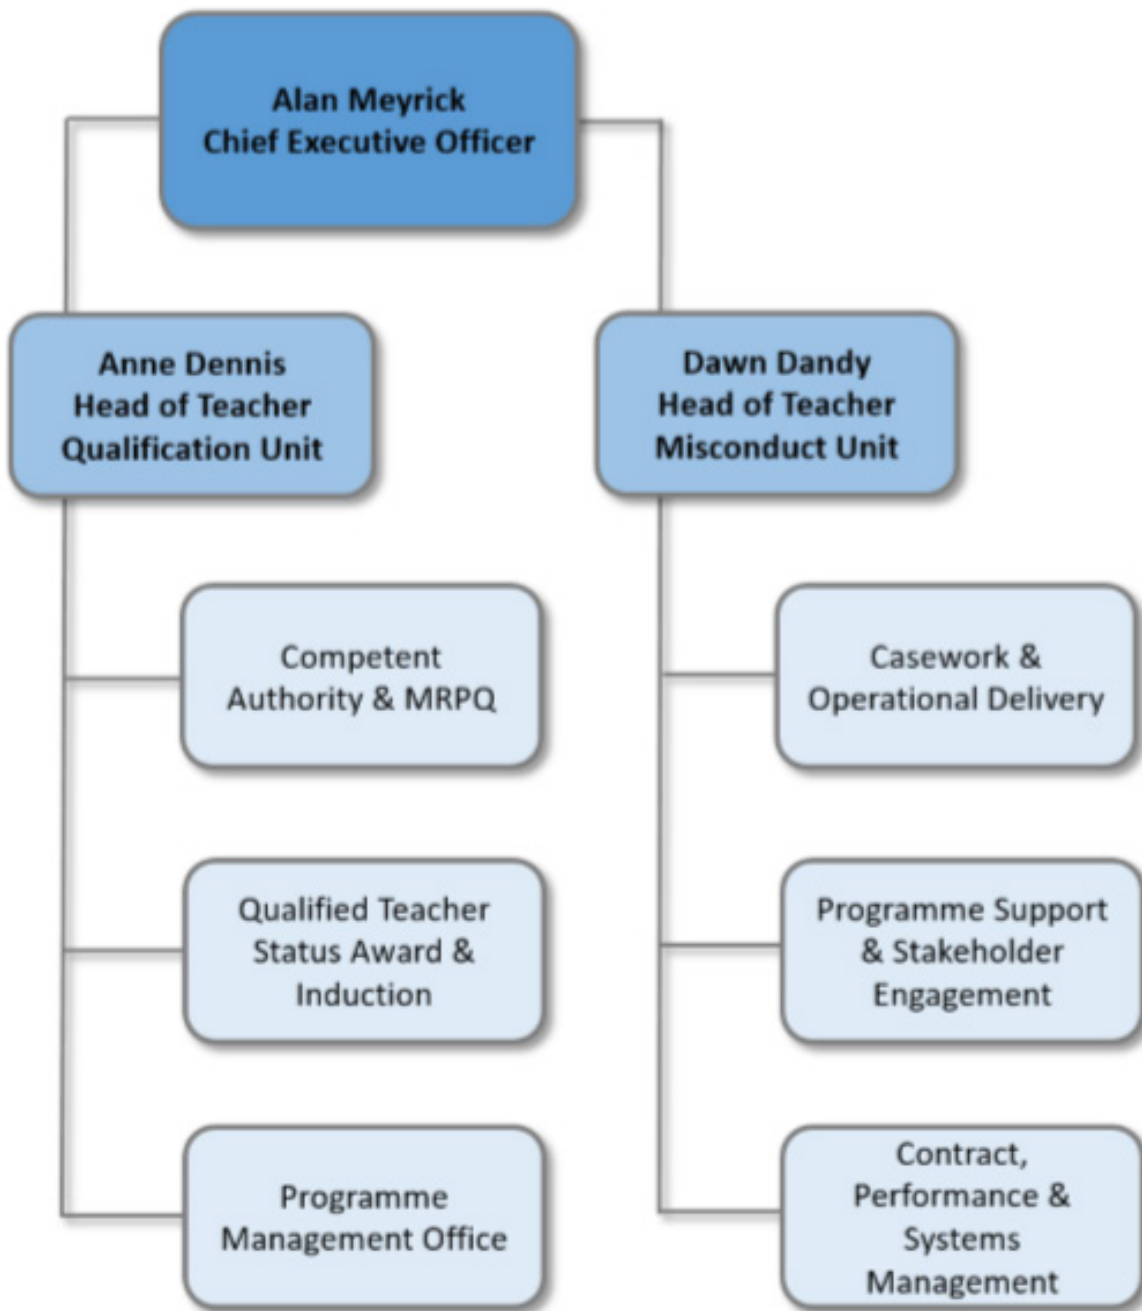 Alan Meyrick
Chief Executive Officer
Anne Dennis
Head of Teacher
Qualification Unit
Dawn Dandy
Head of Teacher
Misconduct Unit
Competent
Authority & MRPQ
Casework &
Operational Delivery
Qualified Teacher
Status Award &
Induction
Programme Support
& Stakeholder
Engagement
Programme
Management Office
Contract,
Performance &
Systems
Management